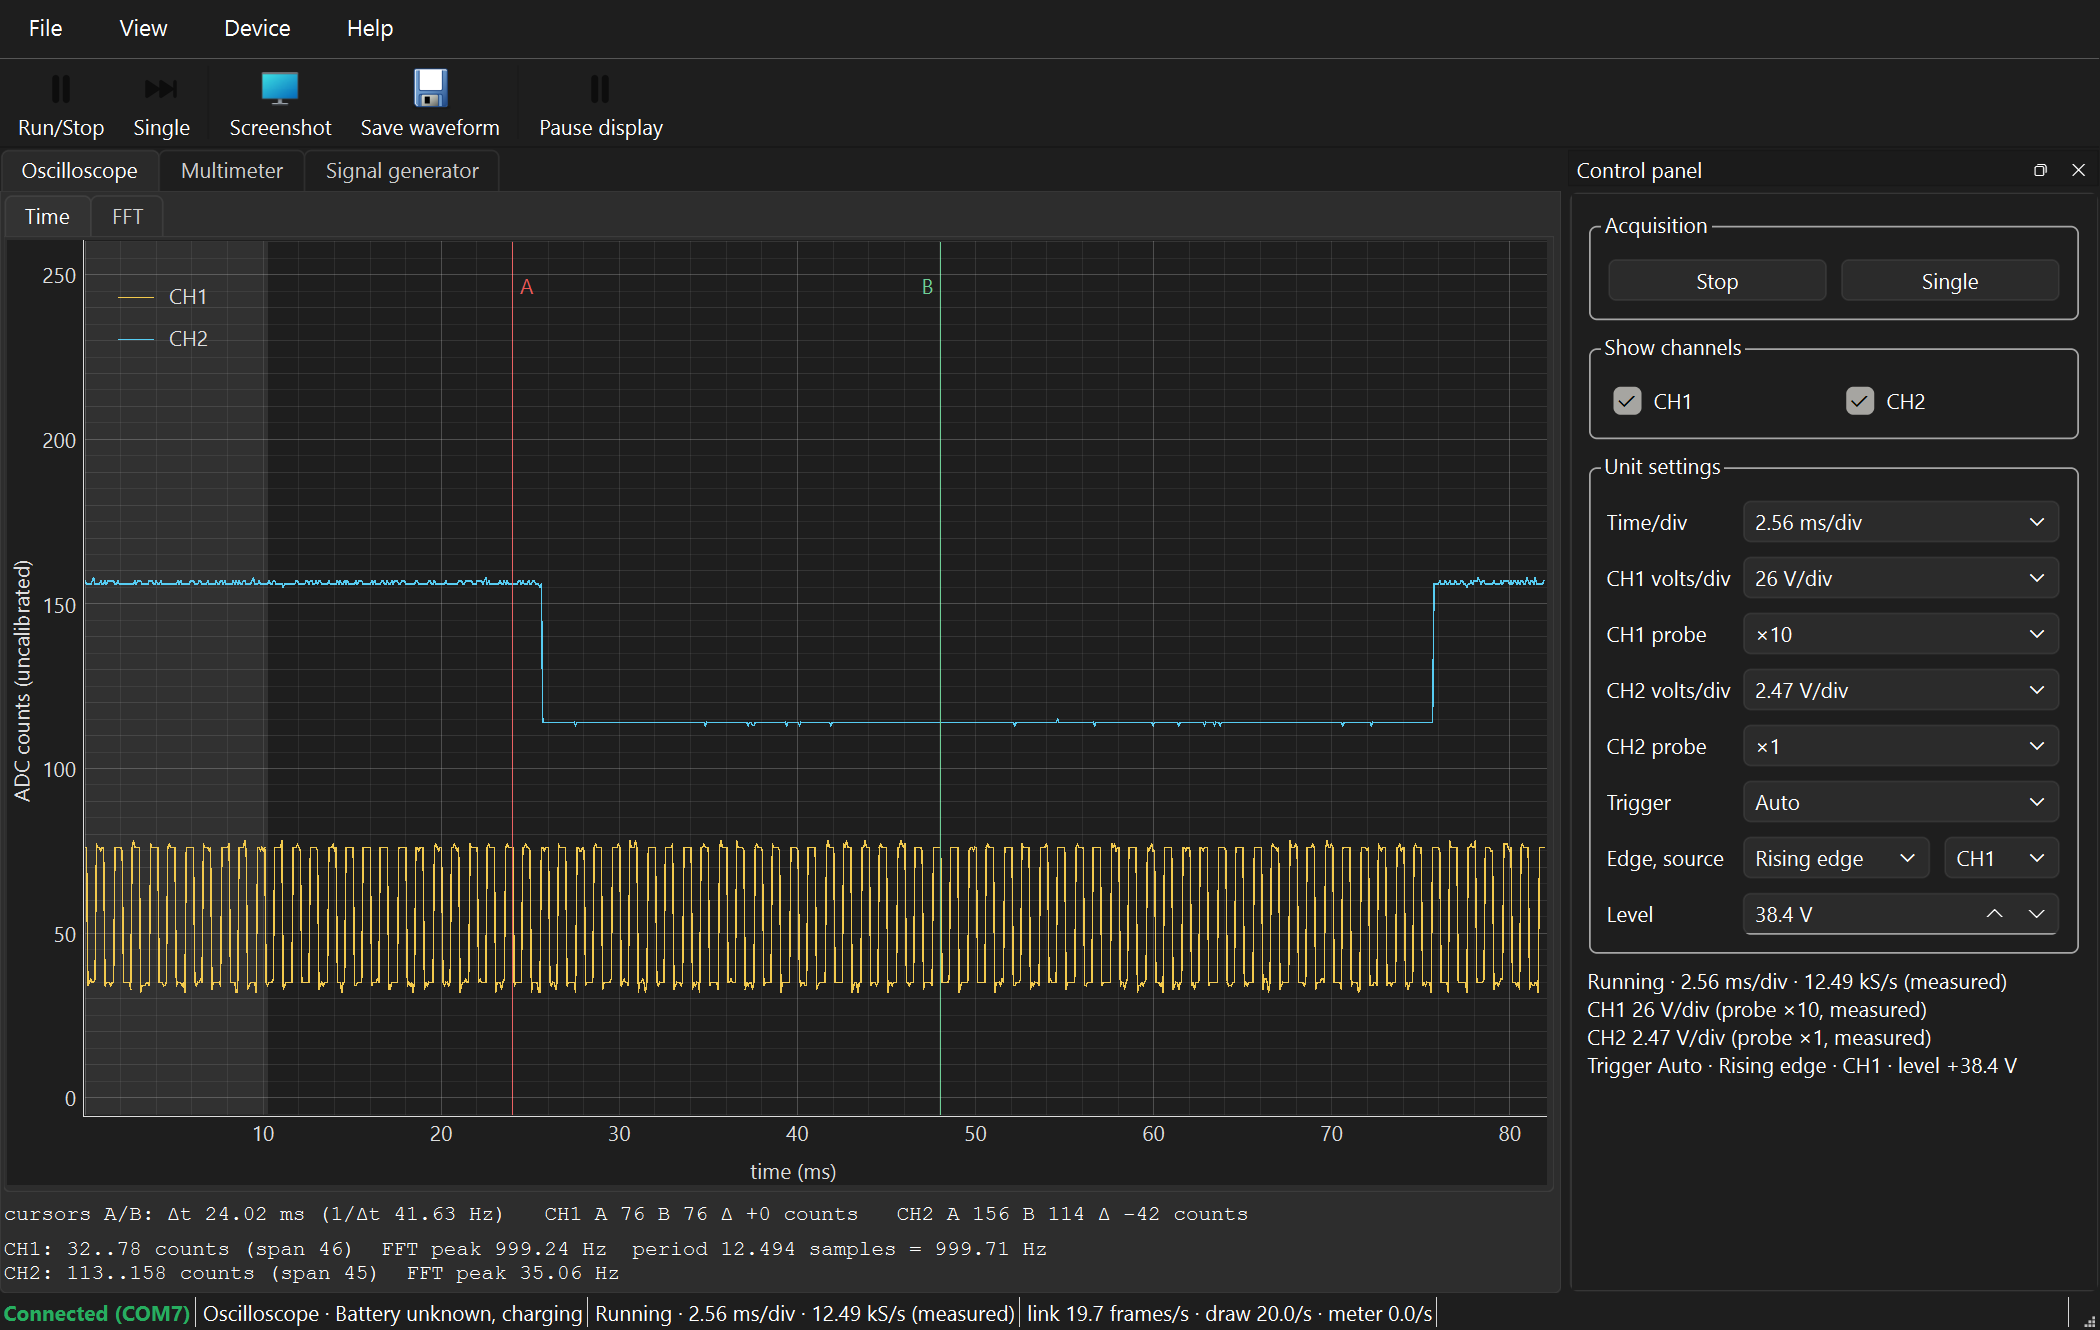 File View Device Help
Run/Stop Single Screenshot Save waveform Pause display
Oscilloscope Multimeter Signal generator
Time FFT
CH1
CH2
A
B
250
200
150
100
50
0
ADC counts (uncalibrated)
10 20 30 40 50 60 70 80
time (ms)
cursors A/B: Δt 24.02 ms (1/Δt 41.63 Hz) CH1 A 76 B 76 Δ +0 counts CH2 A 156 B 114 Δ −42 counts
CH1: 32..78 counts (span 46) FFT peak 999.24 Hz period 12.494 samples = 999.71 Hz
CH2: 113..158 counts (span 45) FFT peak 35.06 Hz
Control panel
Acquisition
Stop Single
Show channels
CH1 CH2
Unit settings
Time/div 2.56 ms/div
CH1 volts/div 26 V/div
CH1 probe ×10
CH2 volts/div 2.47 V/div
CH2 probe ×1
Trigger Auto
Edge, source Rising edge CH1
Level 38.4 V
Running · 2.56 ms/div · 12.49 kS/s (measured)
CH1 26 V/div (probe ×10, measured)
CH2 2.47 V/div (probe ×1, measured)
Trigger Auto · Rising edge · CH1 · level +38.4 V
Connected (COM7) Oscilloscope · Battery unknown, charging Running · 2.56 ms/div · 12.49 kS/s (measured) link 19.7 frames/s · draw 20.0/s · meter 0.0/s